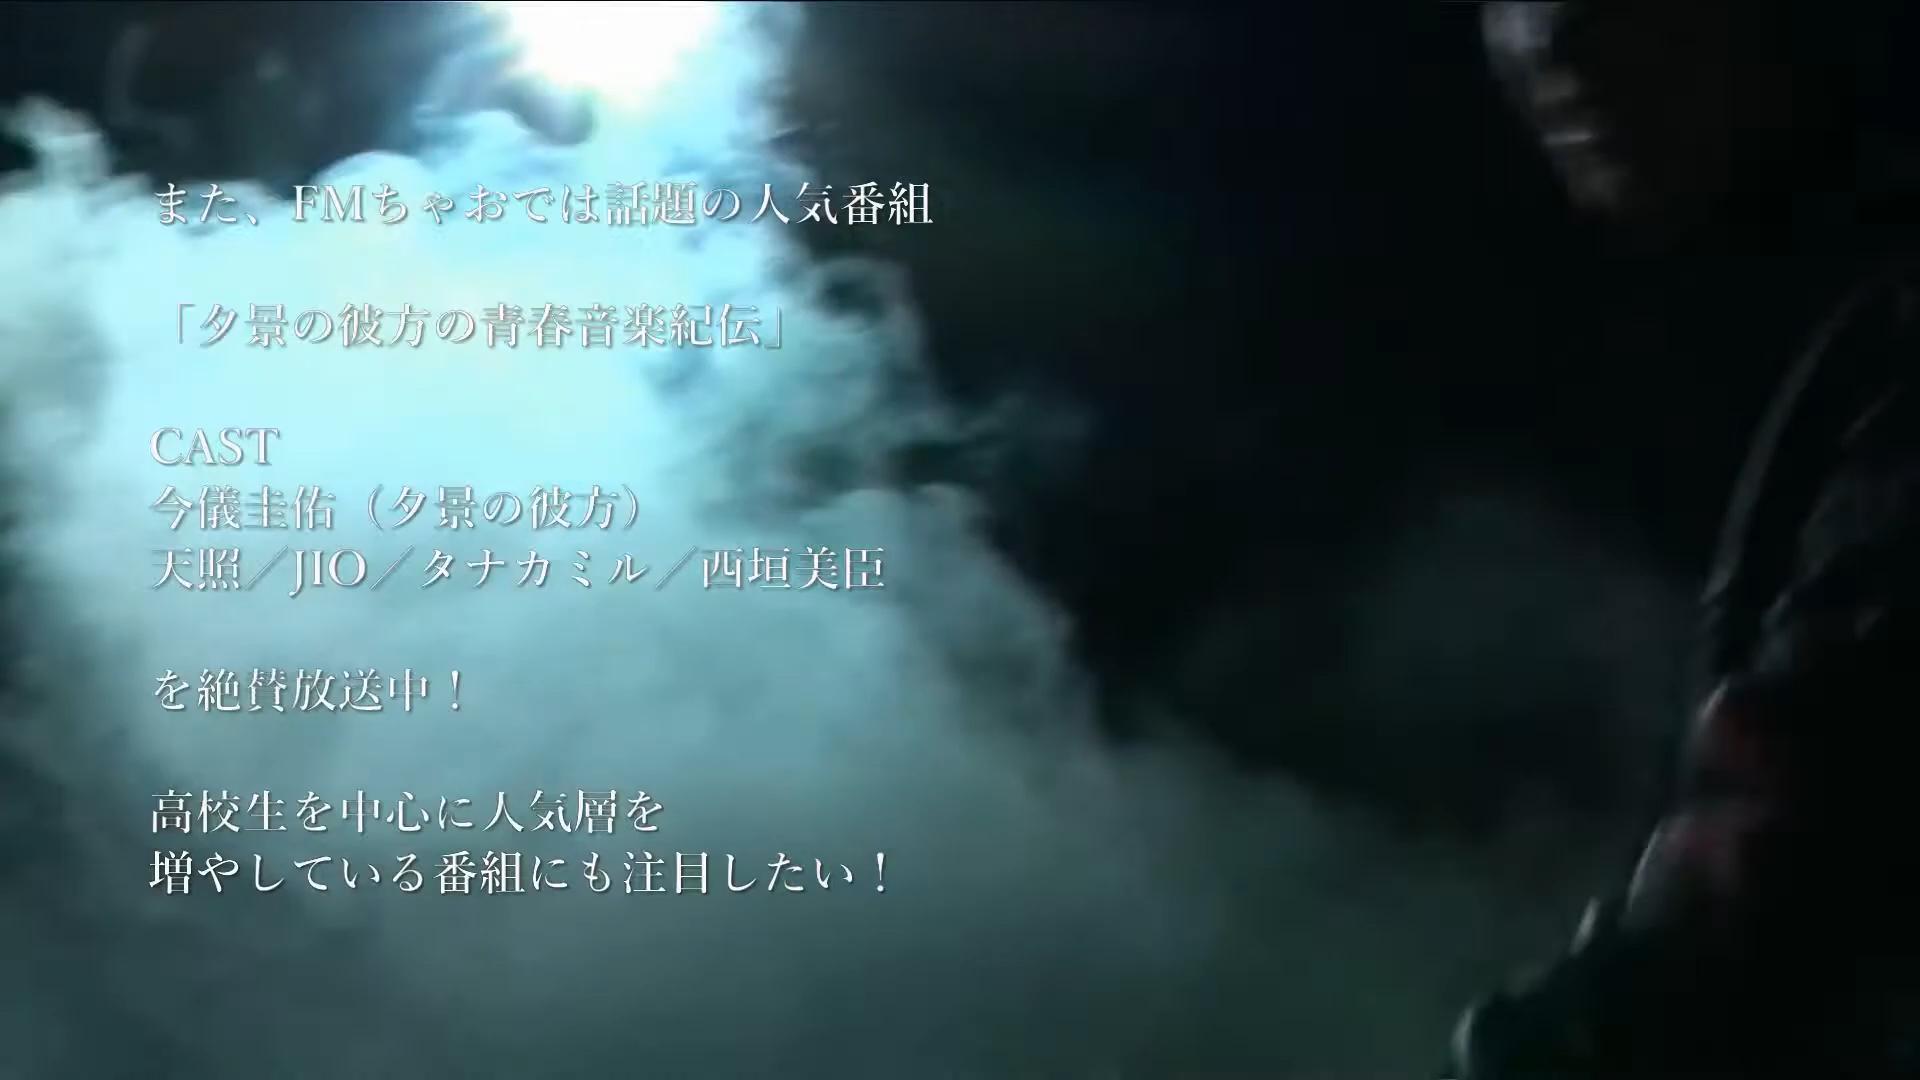 また、FMちゃおでは話題の人気番組
「夕景の彼方の青春音楽紀伝」
CAST
今儀圭佑（夕景の彼方）
天照／JIO／タナカミル／西垣美臣
を絶賛放送中！
高校生を中心に人気層を
増やしている番組にも注目したい！